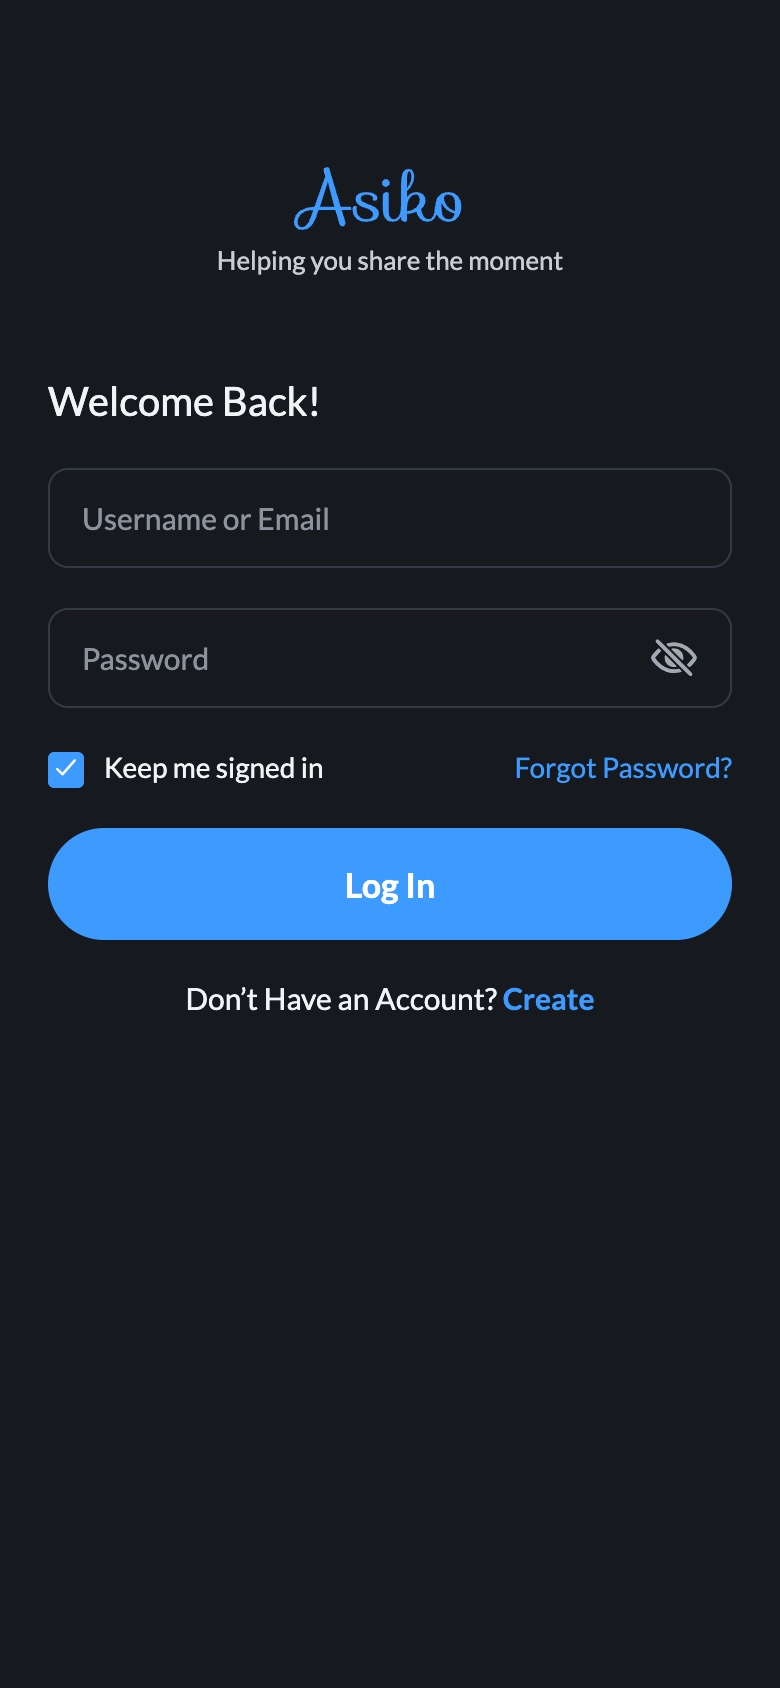 Asiko
Helping you share the moment
Welcome Back!
Username or Email
Password
Keep me signed in
Forgot Password?
Log In
Don’t Have an Account? Create